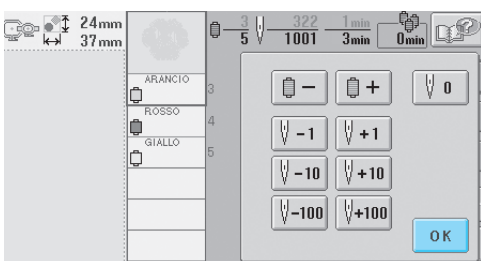 24mm
37mm
3
5
322
1001
1min
3min
0min
ARANCIO
3
ROSSO
4
GIALLO
5
−
+
0
−1
+1
−10
+10
−100
+100
OK